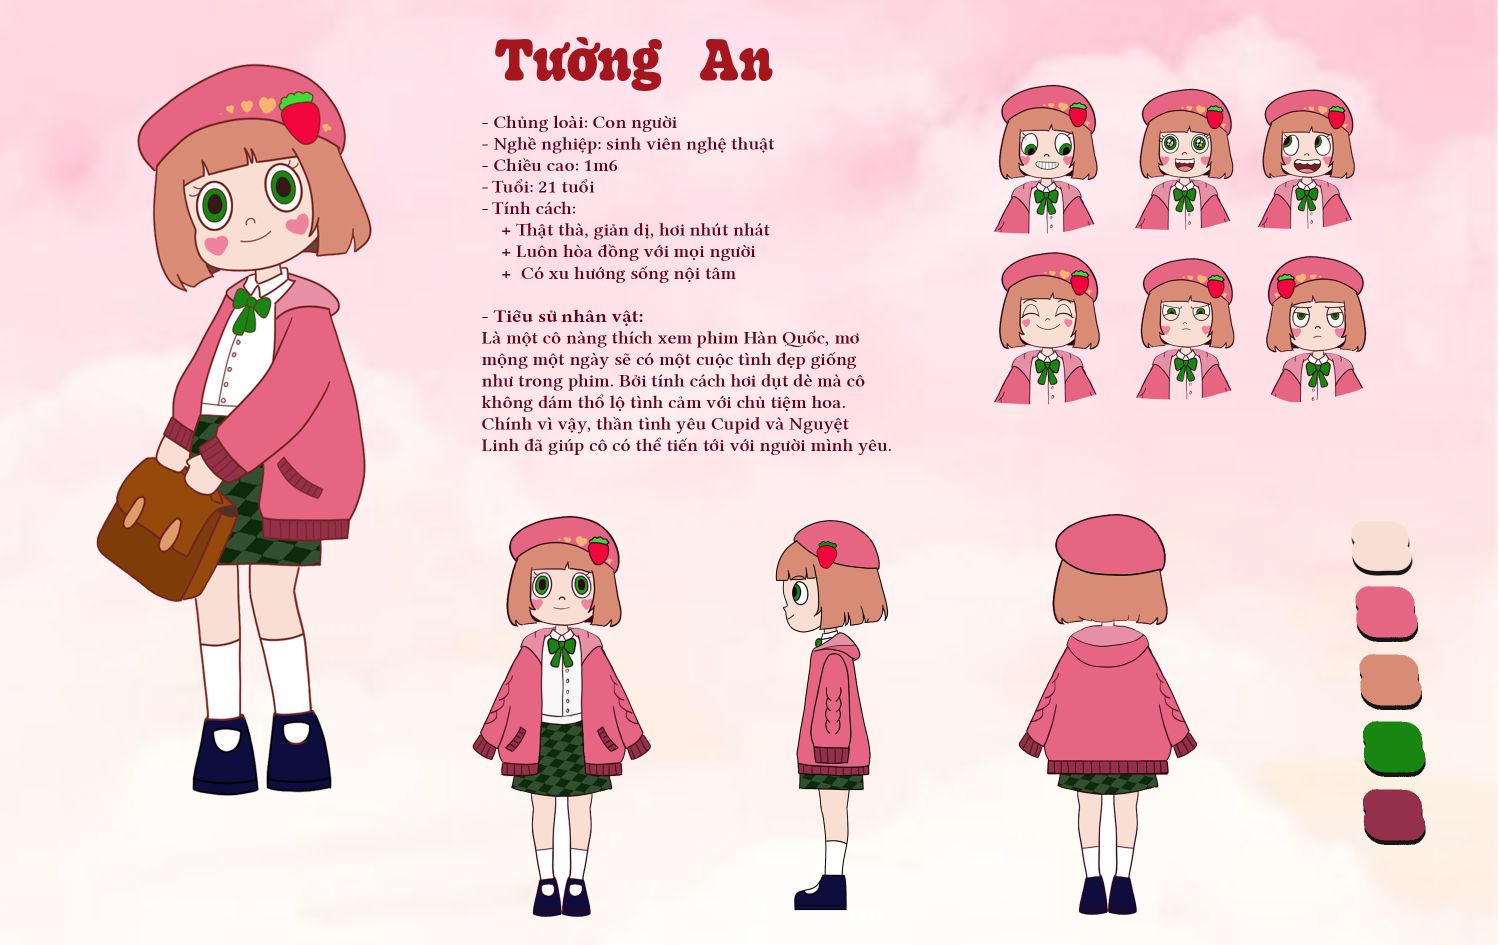 Tường An
- Chủng loài: Con người
- Nghề nghiệp: sinh viên nghệ thuật
- Chiều cao: 1m6
- Tuổi: 21 tuổi
- Tính cách:
+ Thật thà, giản dị, hơi nhút nhát
+ Luôn hòa đồng với mọi người
+ Có xu hướng sống nội tâm
- Tiểu sử nhân vật:
Là một cô nàng thích xem phim Hàn Quốc, mơ
mộng một ngày sẽ có một cuộc tình đẹp giống
như trong phim. Bởi tính cách hơi dụt dè mà cô
không dám thổ lộ tình cảm với chủ tiệm hoa.
Chính vì vậy, thần tình yêu Cupid và Nguyệt
Linh đã giúp cô có thể tiến tới với người mình yêu.